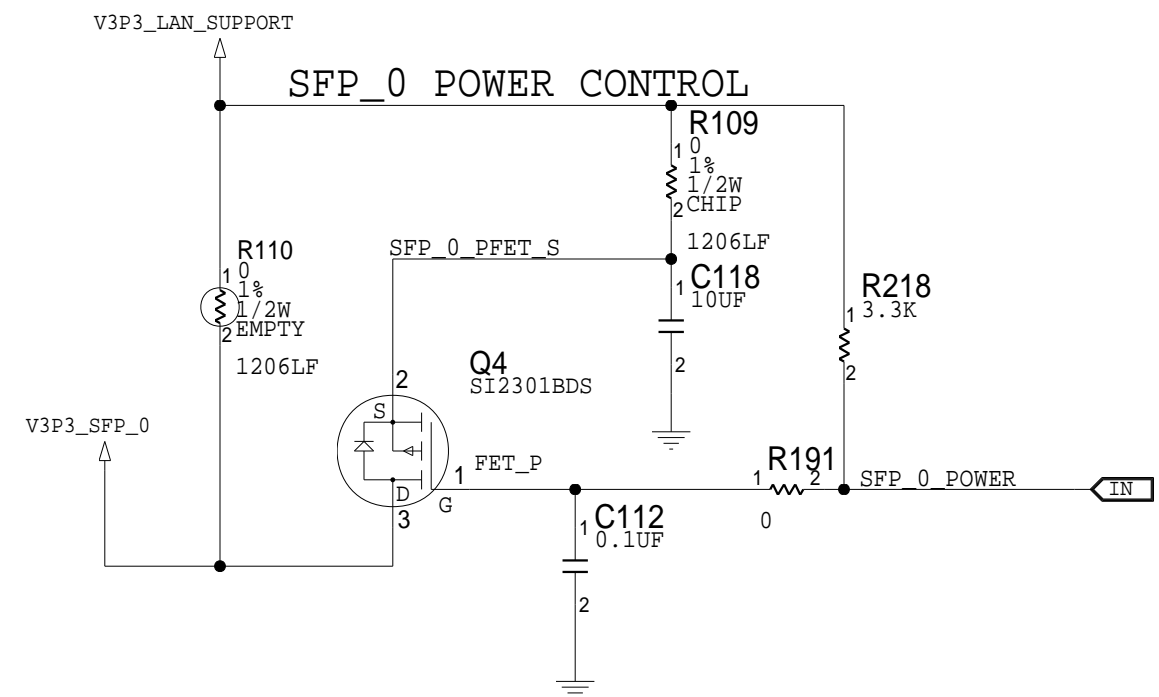 V3P3_LAN_SUPPORT
SFP_0 POWER CONTROL
R109
1 0
1%
1/2W
2 CHIP
1206LF
R110
1 0
1%
1/2W
2 EMPTY
1206LF
SFP_0_PFET_S
C118
1 10UF
2
R218
1 3.3K
2
Q4
SI2301BDS
2
S
D
3
G
1 FET_P
V3P3_SFP_0
R191
1 2
0
SFP_0_POWER
IN
C112
1 0.1UF
2